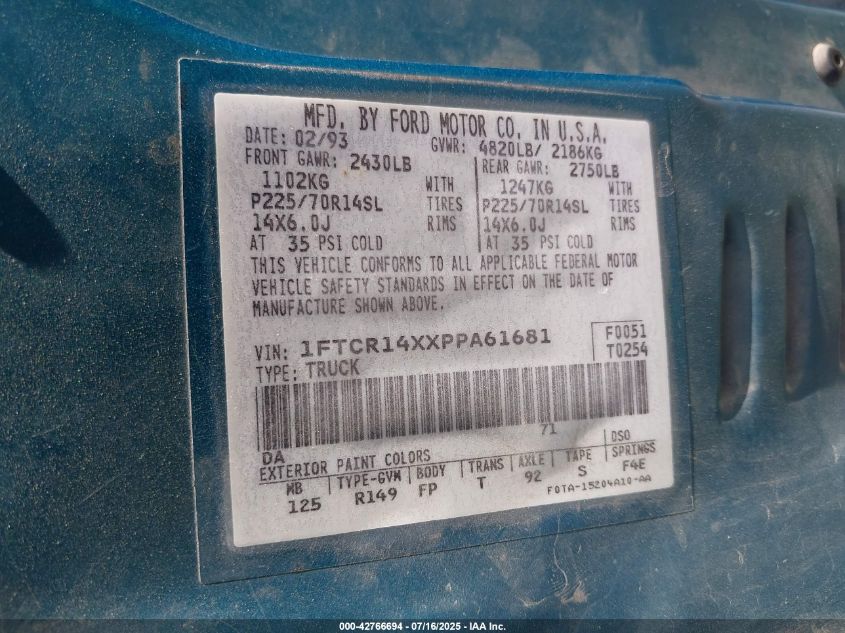 MFD. BY FORD MOTOR CO. IN U.S.A.
DATE: 02/93 GVWR: 4820LB/ 2186KG
FRONT GAWR: 2430LB REAR GAWR: 2750LB
1102KG WITH 1247KG WITH
P225/70R14SL TIRES P225/70R14SL TIRES
14X6.0J RIMS 14X6.0J RIMS
AT 35 PSI COLD AT 35 PSI COLD
THIS VEHICLE CONFORMS TO ALL APPLICABLE FEDERAL MOTOR
VEHICLE SAFETY STANDARDS IN EFFECT ON THE DATE OF
MANUFACTURE SHOWN ABOVE.
VIN: 1FTCR14XXPPA61681 F0051
TYPE: TRUCK T0254
71
DA DSO
EXTERIOR PAINT COLORS
WB TYPE-GVW BODY TRANS AXLE TAPE SPRINGS
125 R149 FP T 92 S F4E
F0TA-15204A10-AA
000-42766694 - 07/16/2025 - IAA Inc.